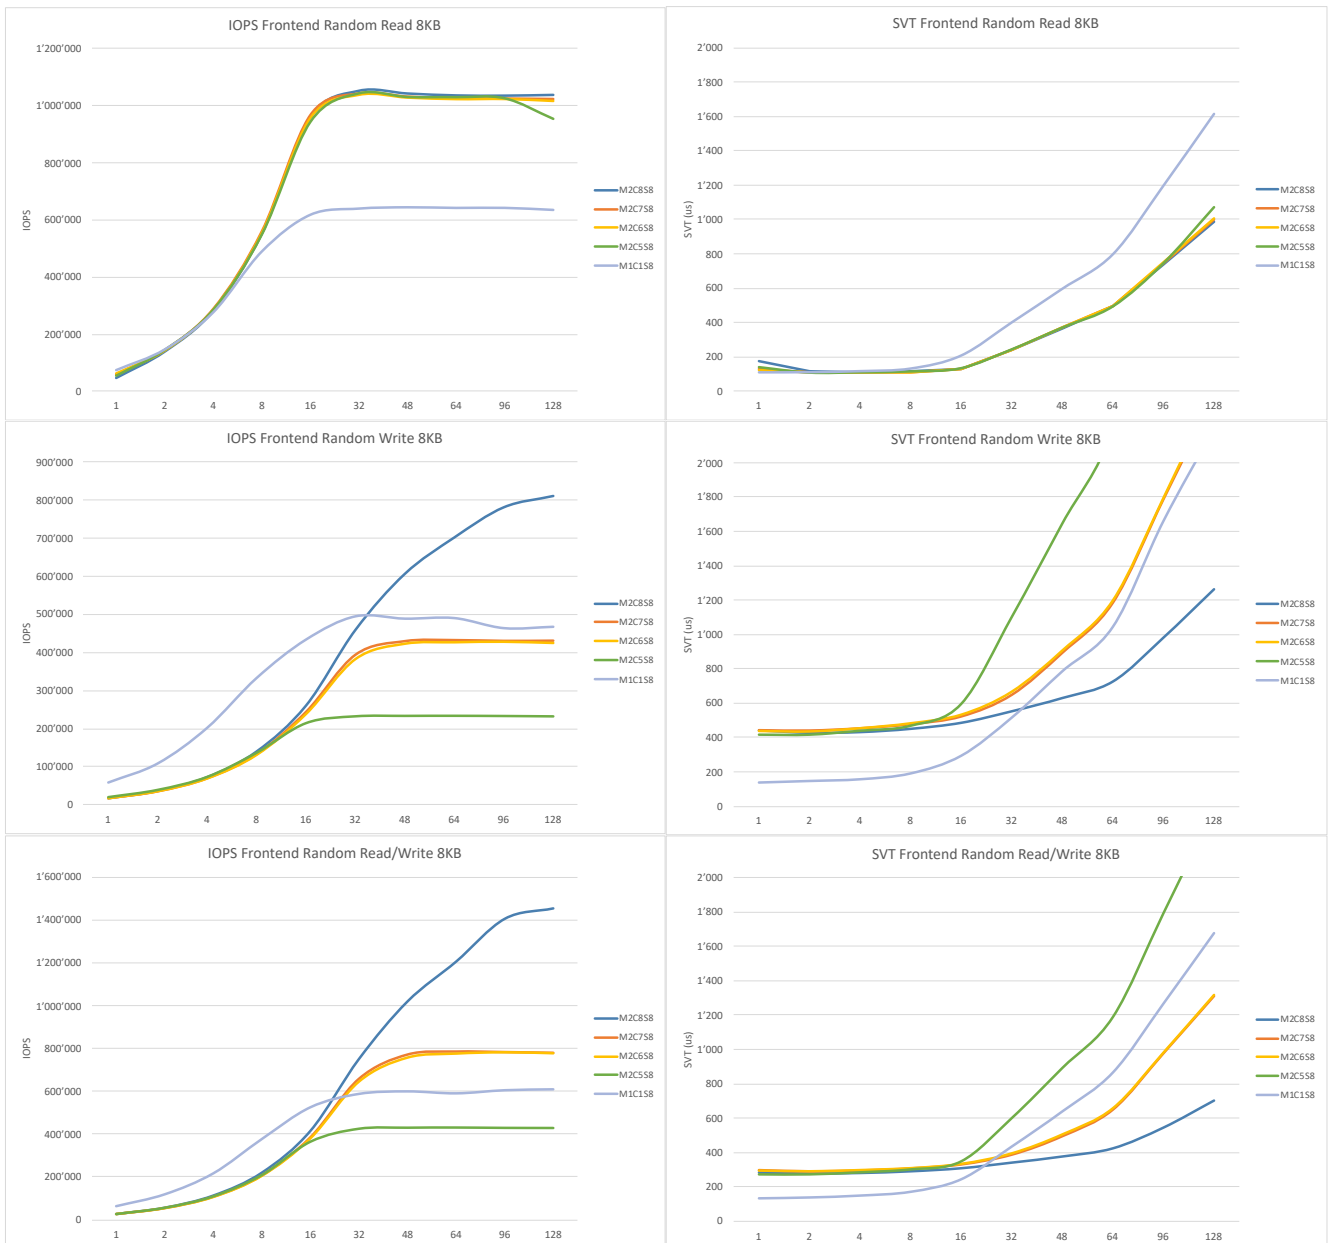 IOPS Frontend Random Read 8KB
1'200'000
1'000'000
800'000
600'000
400'000
200'000
0
IOPS
1 2 4 8 16 32 48 64 96 128
M2C8S8
M2C7S8
M2C6S8
M2C5S8
M1C1S8
SVT Frontend Random Read 8KB
2'000
1'800
1'600
1'400
1'200
1'000
800
600
400
200
0
SVT (us)
1 2 4 8 16 32 48 64 96 128
M2C8S8
M2C7S8
M2C6S8
M2C5S8
M1C1S8
IOPS Frontend Random Write 8KB
900'000
800'000
700'000
600'000
500'000
400'000
300'000
200'000
100'000
0
IOPS
1 2 4 8 16 32 48 64 96 128
M2C8S8
M2C7S8
M2C6S8
M2C5S8
M1C1S8
SVT Frontend Random Write 8KB
2'000
1'800
1'600
1'400
1'200
1'000
800
600
400
200
0
SVT (us)
1 2 4 8 16 32 48 64 96 128
M2C8S8
M2C7S8
M2C6S8
M2C5S8
M1C1S8
IOPS Frontend Random Read/Write 8KB
1'600'000
1'400'000
1'200'000
1'000'000
800'000
600'000
400'000
200'000
0
IOPS
1 2 4 8 16 32 48 64 96 128
M2C8S8
M2C7S8
M2C6S8
M2C5S8
M1C1S8
SVT Frontend Random Read/Write 8KB
2'000
1'800
1'600
1'400
1'200
1'000
800
600
400
200
0
SVT (us)
1 2 4 8 16 32 48 64 96 128
M2C8S8
M2C7S8
M2C6S8
M2C5S8
M1C1S8